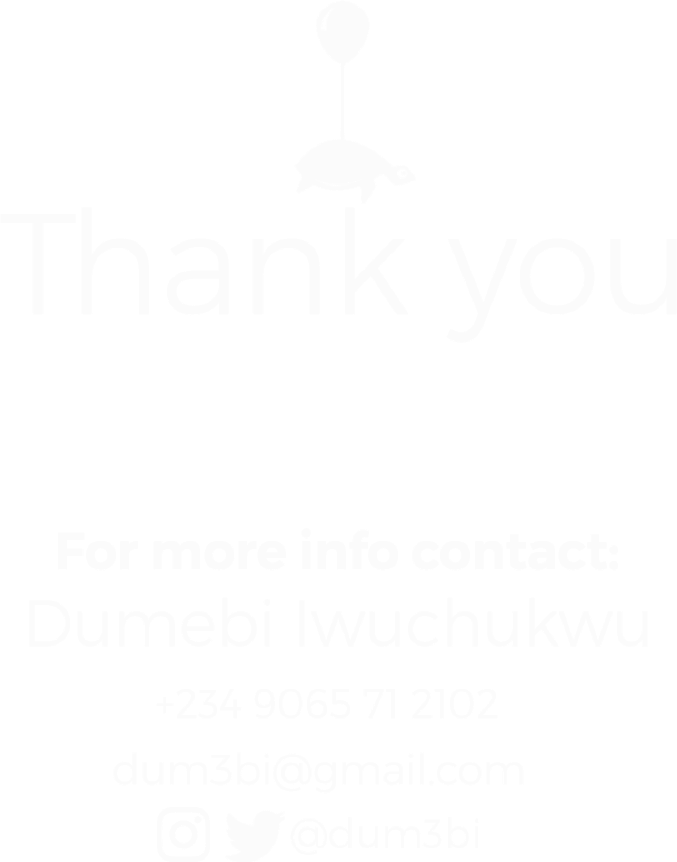 Thank you
For more info contact:
Dumebi Iwuchukwu
+234 9065 71 2102
dum3bi@gmail.com
@dum3bi